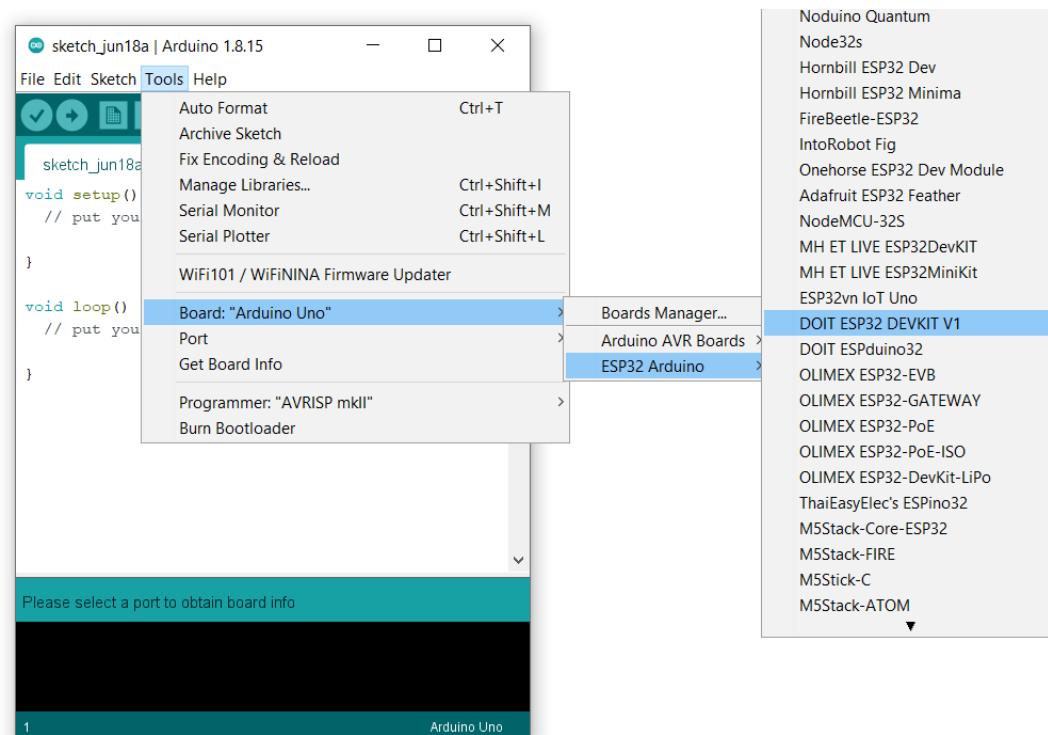 sketch_jun18a | Arduino 1.8.15
File Edit Sketch Tools Help
sketch_jun18a
void setup()
// put you
}
void loop()
// put you
}
Auto Format Ctrl+T
Archive Sketch
Fix Encoding & Reload
Manage Libraries... Ctrl+Shift+I
Serial Monitor Ctrl+Shift+M
Serial Plotter Ctrl+Shift+L
WiFi101 / WiFiNINA Firmware Updater
Board: "Arduino Uno"
Port
Get Board Info
Programmer: "AVRISP mkII"
Burn Bootloader
Boards Manager...
Arduino AVR Boards
ESP32 Arduino
Noduino Quantum
Node32s
Hornbill ESP32 Dev
Hornbill ESP32 Minima
FireBeetle-ESP32
IntoRobot Fig
Onehorse ESP32 Dev Module
Adafruit ESP32 Feather
NodeMCU-32S
MH ET LIVE ESP32DevKIT
MH ET LIVE ESP32MiniKit
ESP32vn IoT Uno
DOIT ESP32 DEVKIT V1
DOIT ESPduino32
OLIMEX ESP32-EVB
OLIMEX ESP32-GATEWAY
OLIMEX ESP32-PoE
OLIMEX ESP32-PoE-ISO
OLIMEX ESP32-DevKit-LiPo
ThaiEasyElec's ESPino32
M5Stack-Core-ESP32
M5Stack-FIRE
M5Stick-C
M5Stack-ATOM
Please select a port to obtain board info
1 Arduino Uno